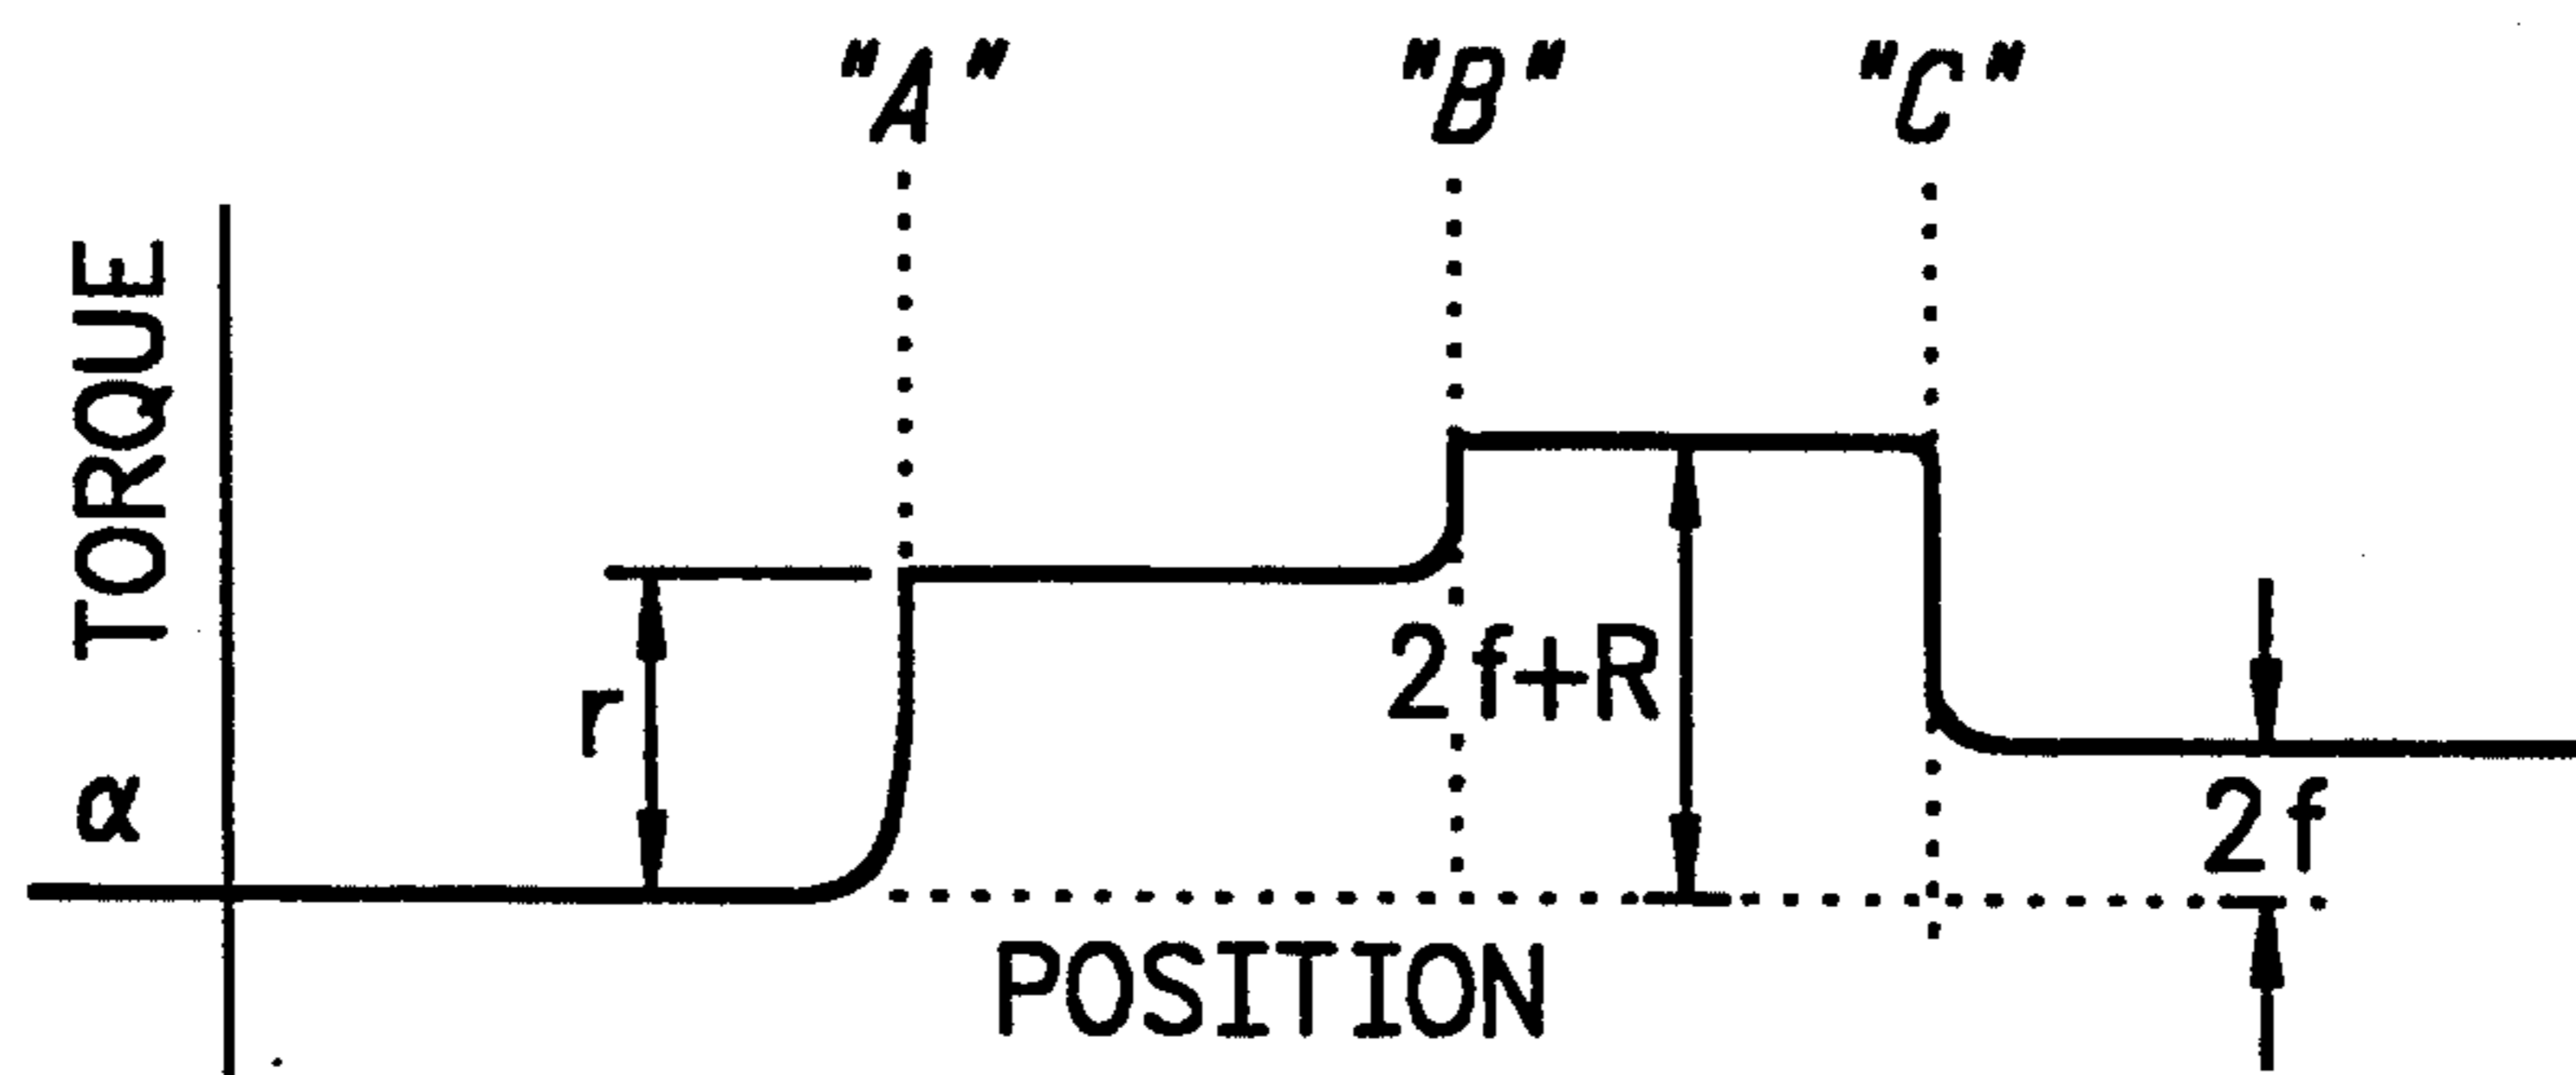 "A" "B" "C"
α TORQUE
r
2f+R
2f
POSITION